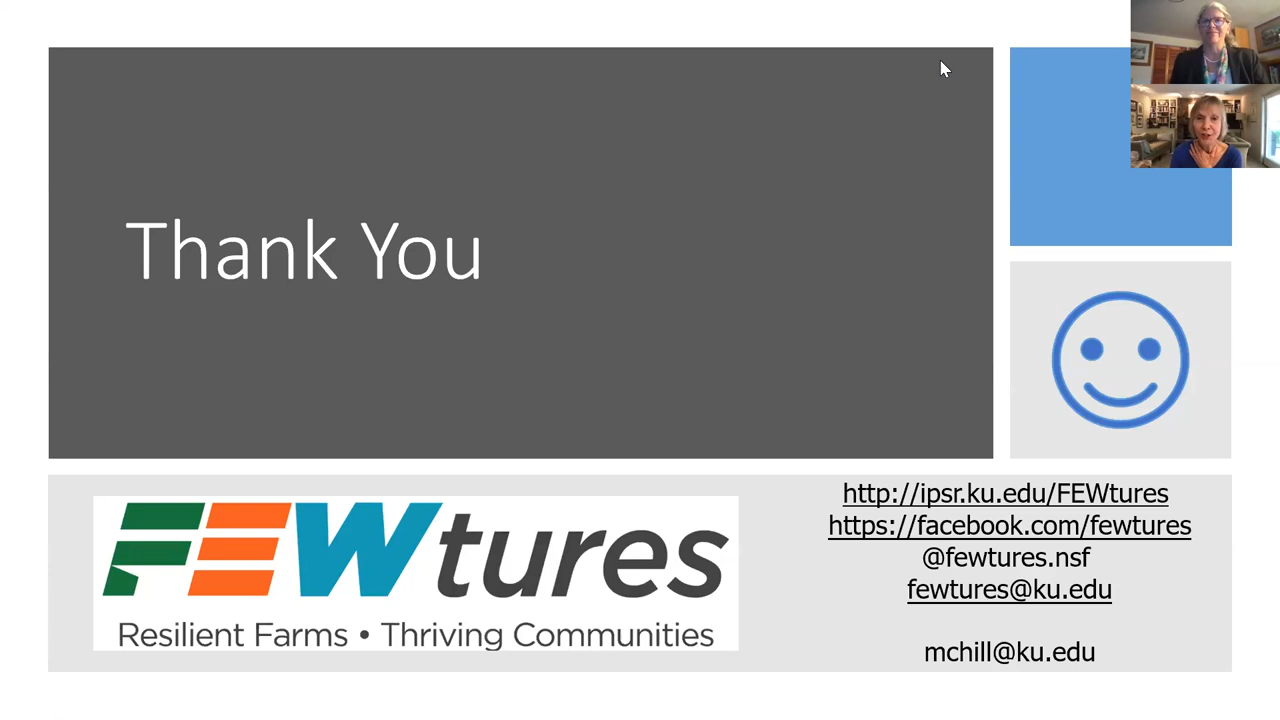 Thank You
FEWtures
Resilient Farms • Thriving Communities
http://ipsr.ku.edu/FEWtures
https://facebook.com/fewtures
@fewtures.nsf
fewtures@ku.edu
mchill@ku.edu